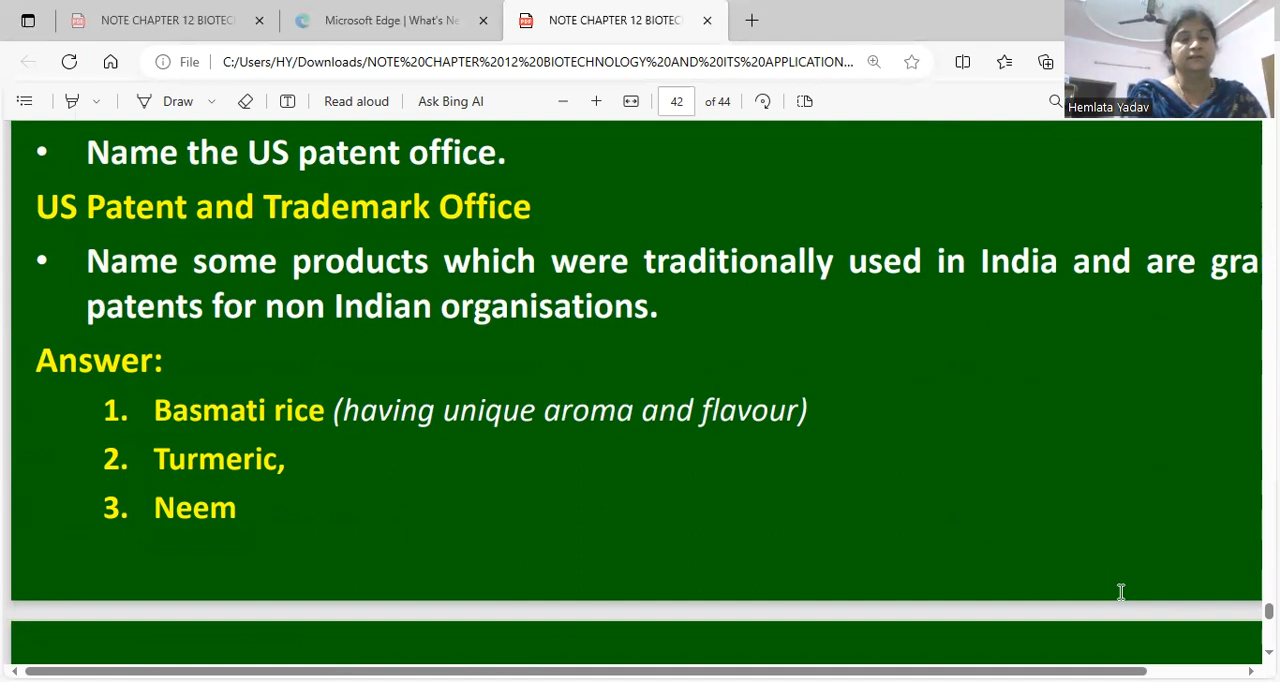 NOTE CHAPTER 12 BIOTEC
Microsoft Edge | What's Ne
NOTE CHAPTER 12 BIOTEC
File
C:/Users/HY/Downloads/NOTE%20CHAPTER%2012%20BIOTECHNOLOGY%20AND%20ITS%20APPLICATION...
Draw
Read aloud
Ask Bing AI
42 of 44
Hemlata Yadav
• Name the US patent office.
US Patent and Trademark Office
• Name some products which were traditionally used in India and are gra
patents for non Indian organisations.
Answer:
1. Basmati rice (having unique aroma and flavour)
2. Turmeric,
3. Neem